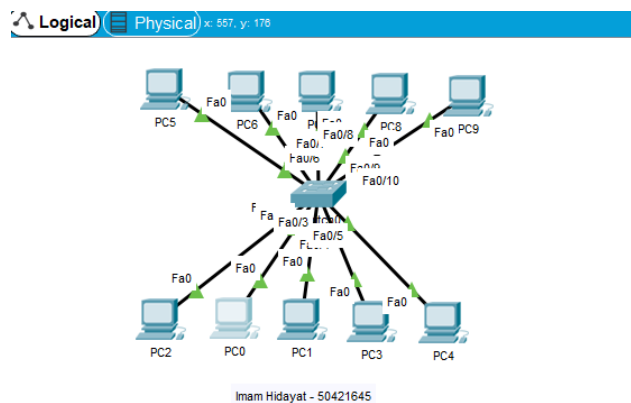 Logical Physical x: 557, y: 176
PC5 Fa0 PC6 Fa0 Fa0/8 PC8 Fa0 Fa0 PC9
Fa0/6 Fa0/10
Fa0/3 Fa0/5
Fa0 Fa0 Fa0 Fa0 Fa0
PC2 PC0 PC1 PC3 PC4
Imam Hidayat - 50421645